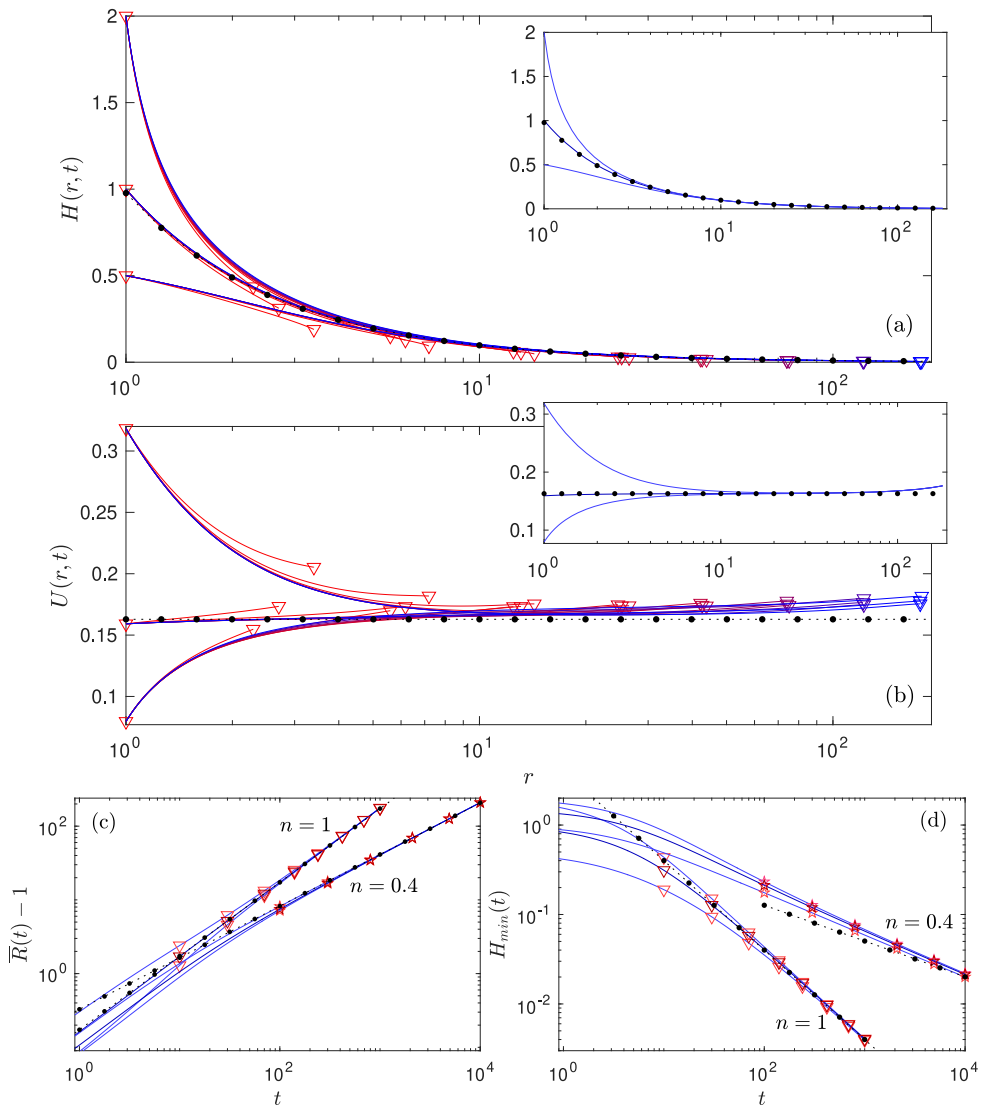 2
1.5
1
0.5
0
10^0
10^1
10^2
H(r, t)
(a)
2
1.5
1
0.5
0
10^0
10^1
10^2
0.3
0.25
0.2
0.15
0.1
10^0
10^1
10^2
U(r, t)
(b)
0.3
0.2
0.1
10^0
10^1
10^2
r
(c)
n = 1
n = 0.4
10^2
10^0
10^0
10^2
10^4
\overline{R}(t) − 1
t
(d)
n = 0.4
n = 1
10^0
10^-1
10^-2
10^0
10^2
10^4
H_{min}(t)
t